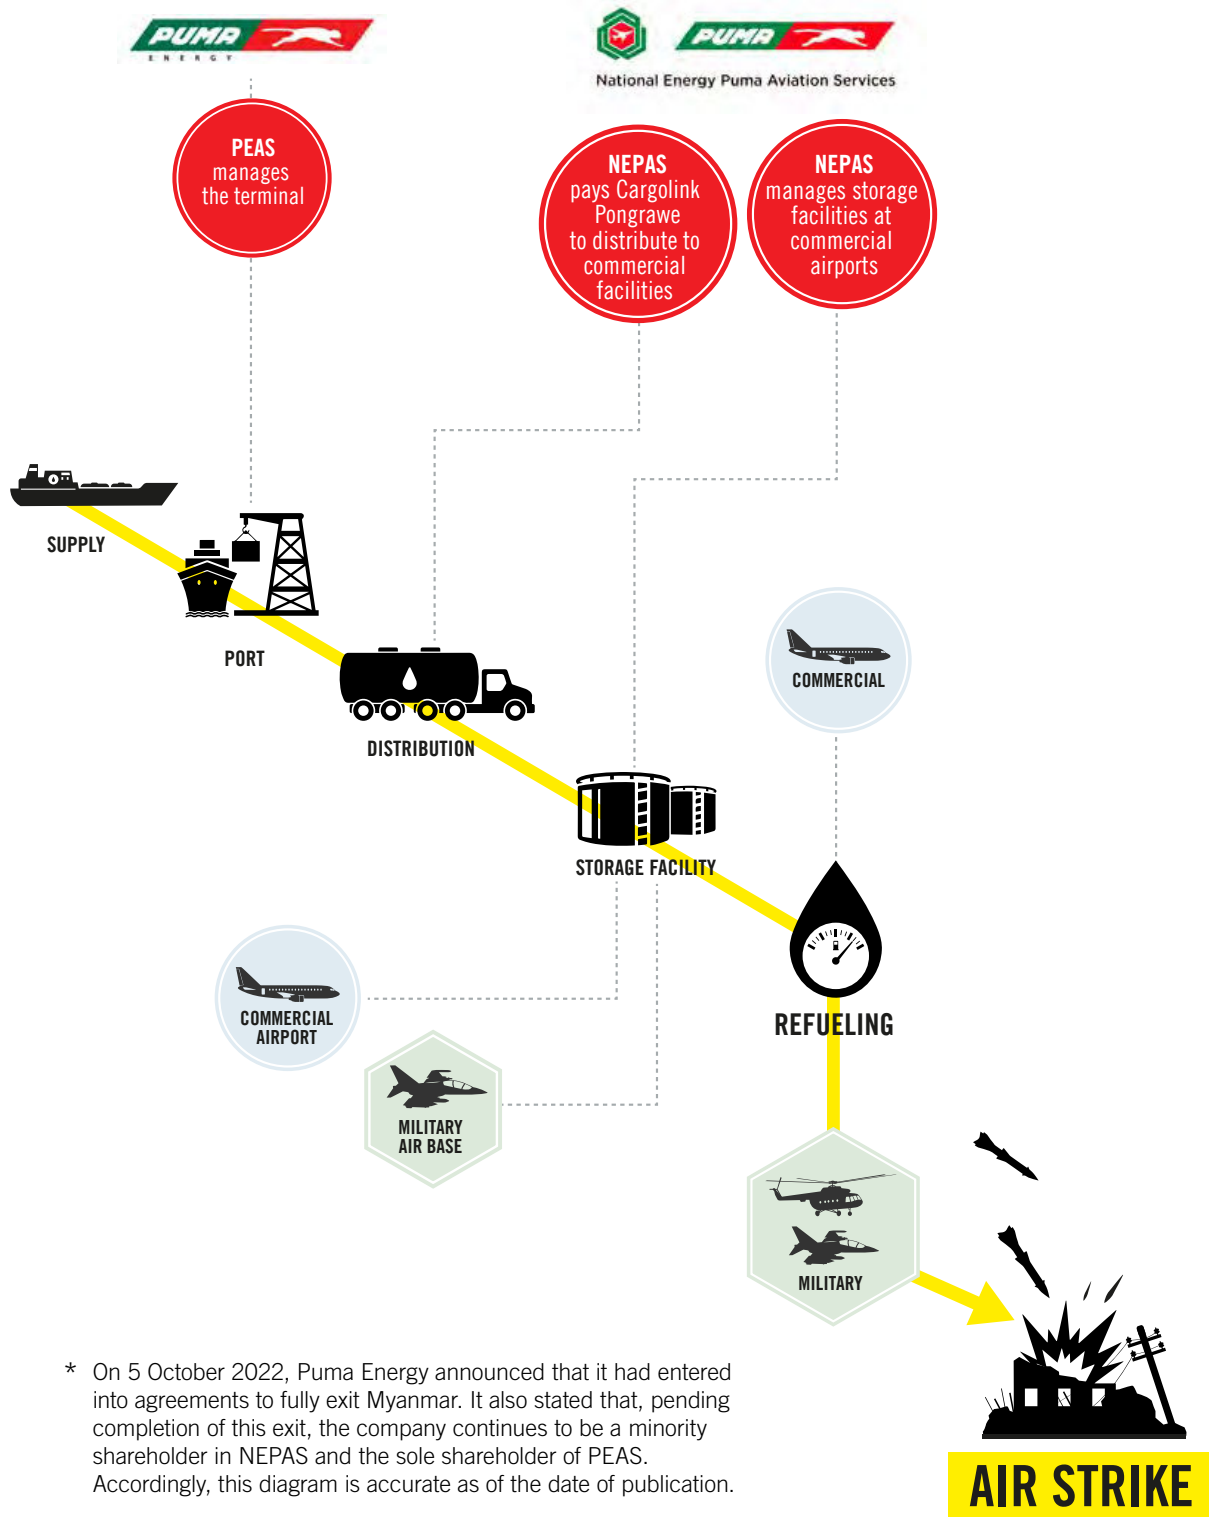 PUMA
ENERGY
PUMA
National Energy Puma Aviation Services
PEAS
manages
the terminal
NEPAS
pays Cargolink
Pongrawe
to distribute to
commercial
facilities
NEPAS
manages storage
facilities at
commercial
airports
SUPPLY
PORT
DISTRIBUTION
COMMERCIAL
STORAGE FACILITY
COMMERCIAL
AIRPORT
REFUELING
MILITARY
AIR BASE
MILITARY
* On 5 October 2022, Puma Energy announced that it had entered
into agreements to fully exit Myanmar. It also stated that, pending
completion of this exit, the company continues to be a minority
shareholder in NEPAS and the sole shareholder of PEAS.
Accordingly, this diagram is accurate as of the date of publication.
AIR STRIKE